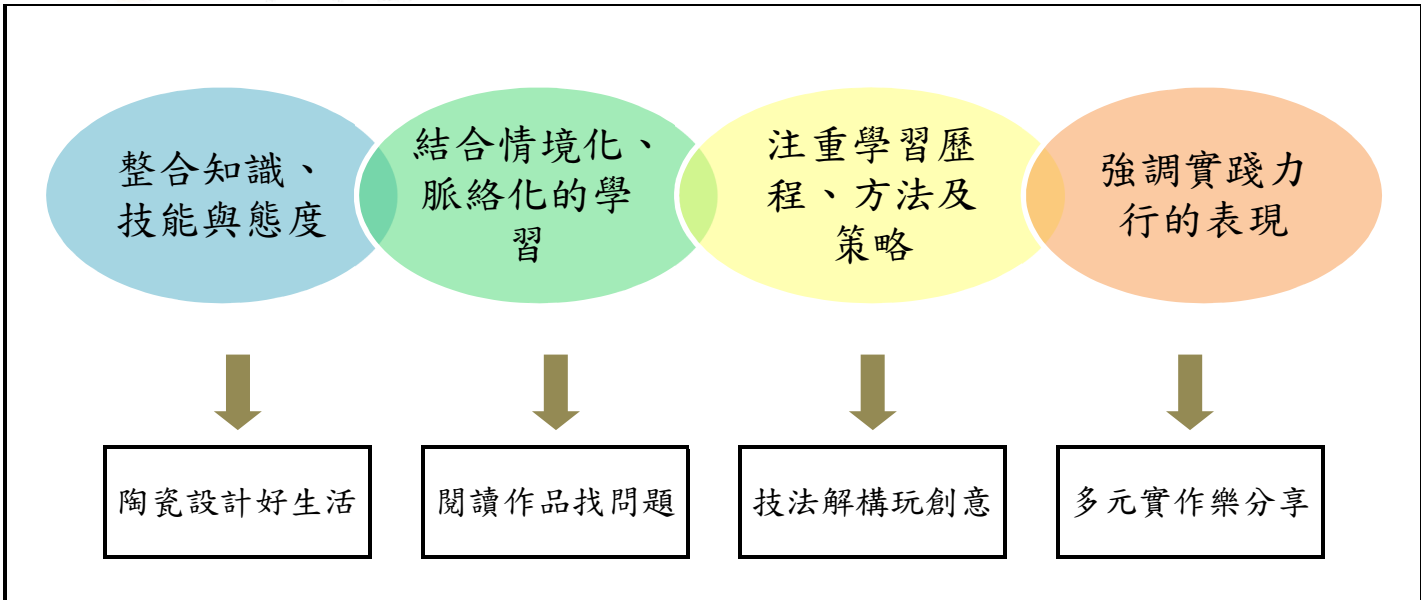 整合知識、
技能與態度
結合情境化、
脈絡化的學
習
注重學習歷
程、方法及
策略
強調實踐力
行的表現
陶瓷設計好生活
閱讀作品找問題
技法解構玩創意
多元實作樂分享